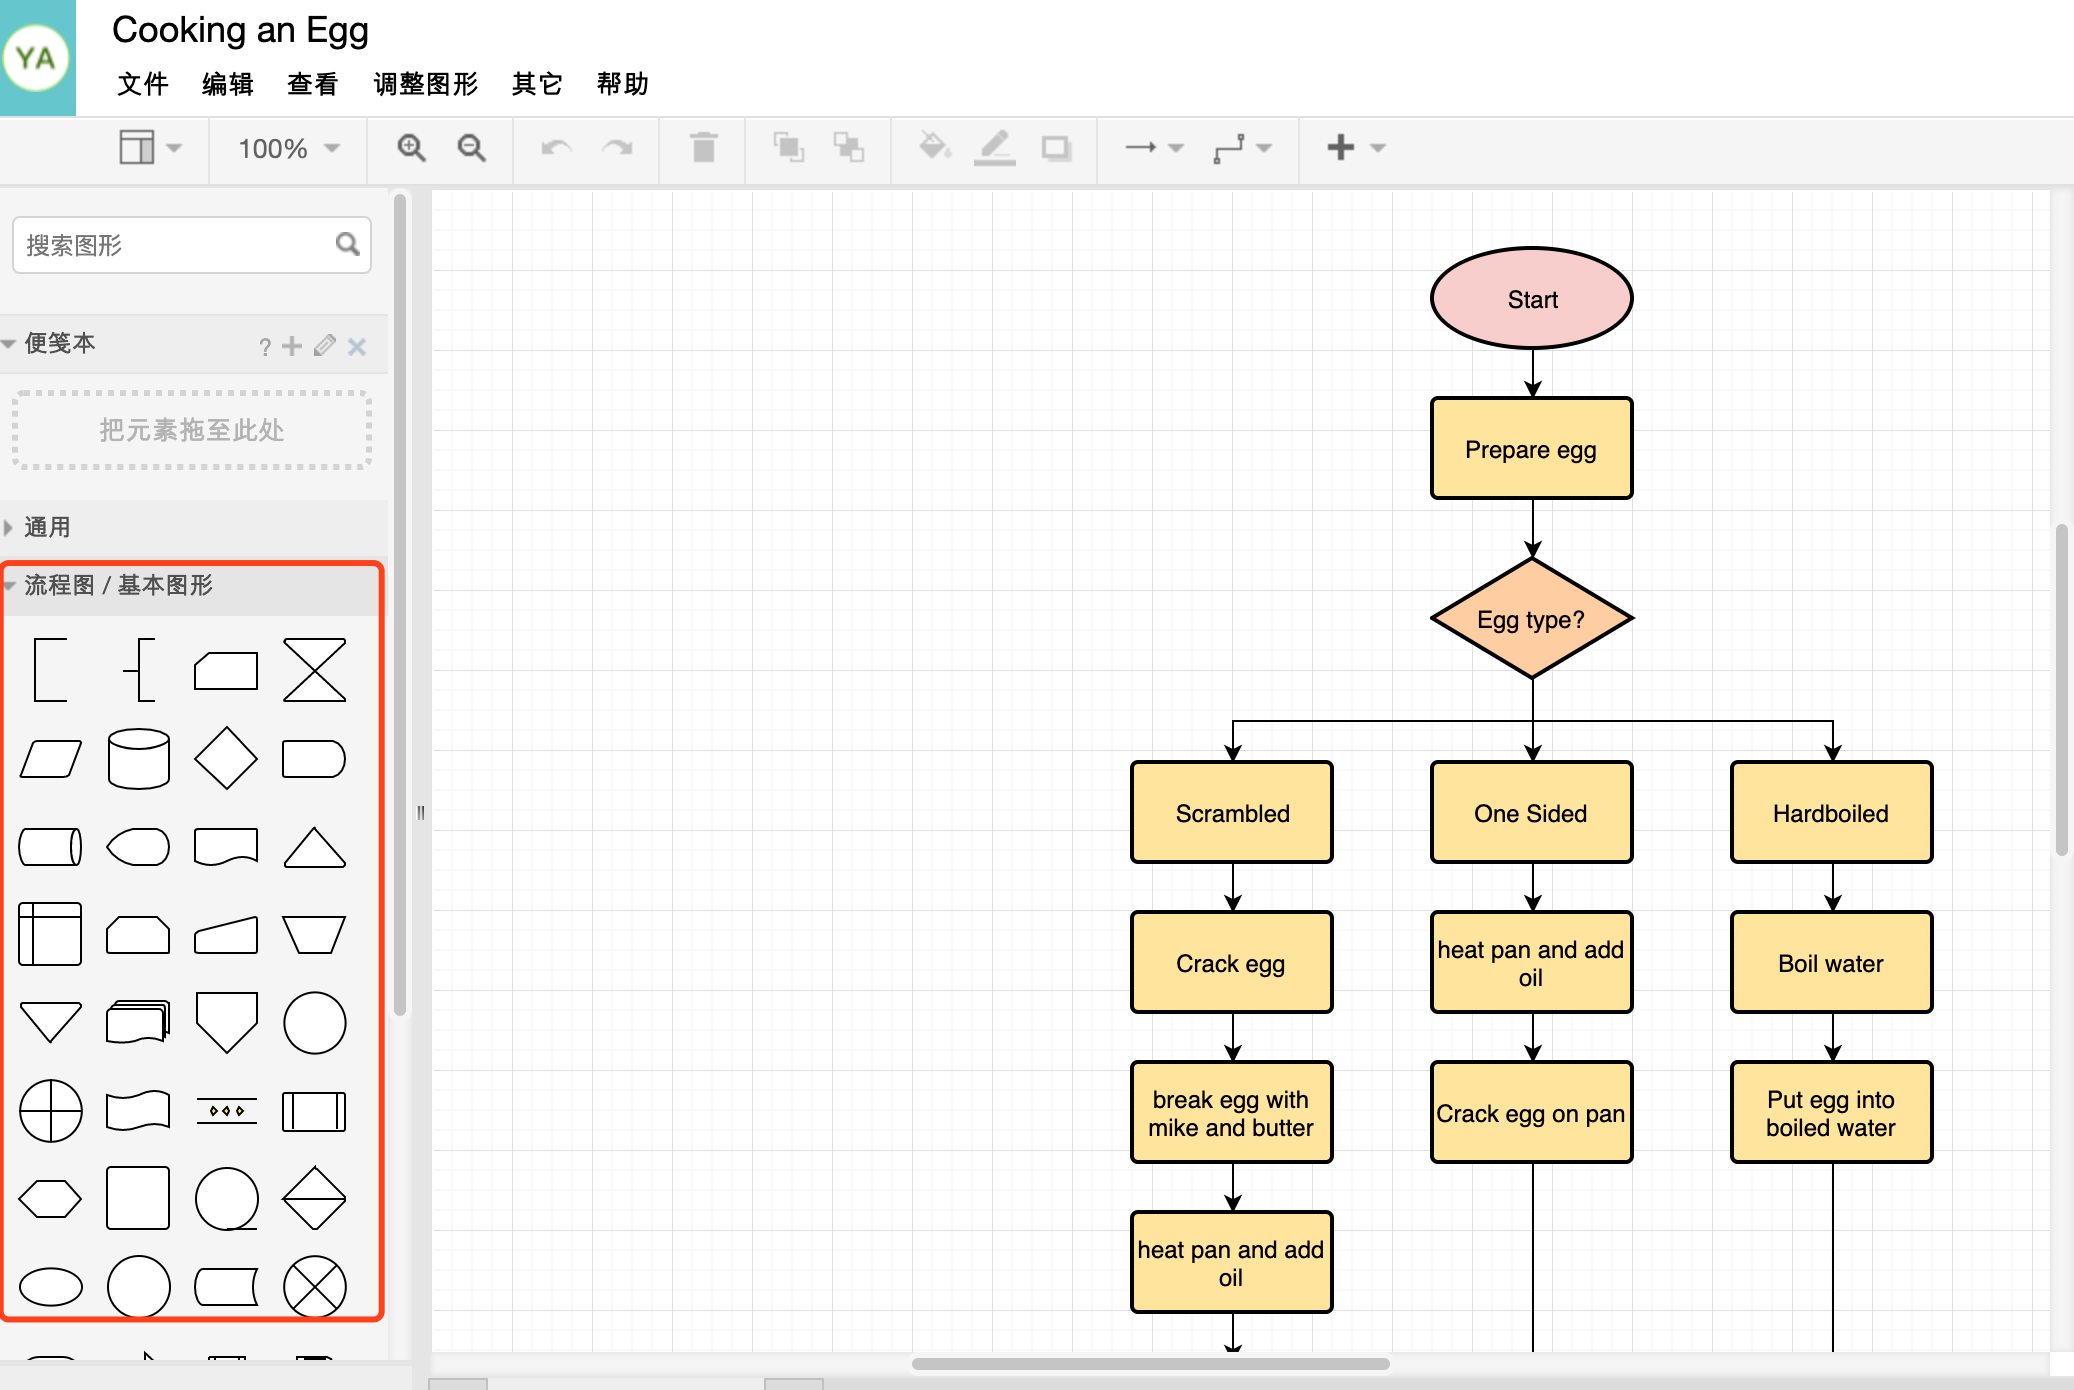 YA
Cooking an Egg
文件 编辑 查看 调整图形 其它 帮助
100%
搜索图形
便笺本 ?
把元素拖至此处
通用
流程图 / 基本图形
Start
Prepare egg
Egg type?
Scrambled
One Sided
Hardboiled
Crack egg
heat pan and add
oil
Boil water
break egg with
mike and butter
Crack egg on pan
Put egg into
boiled water
heat pan and add
oil